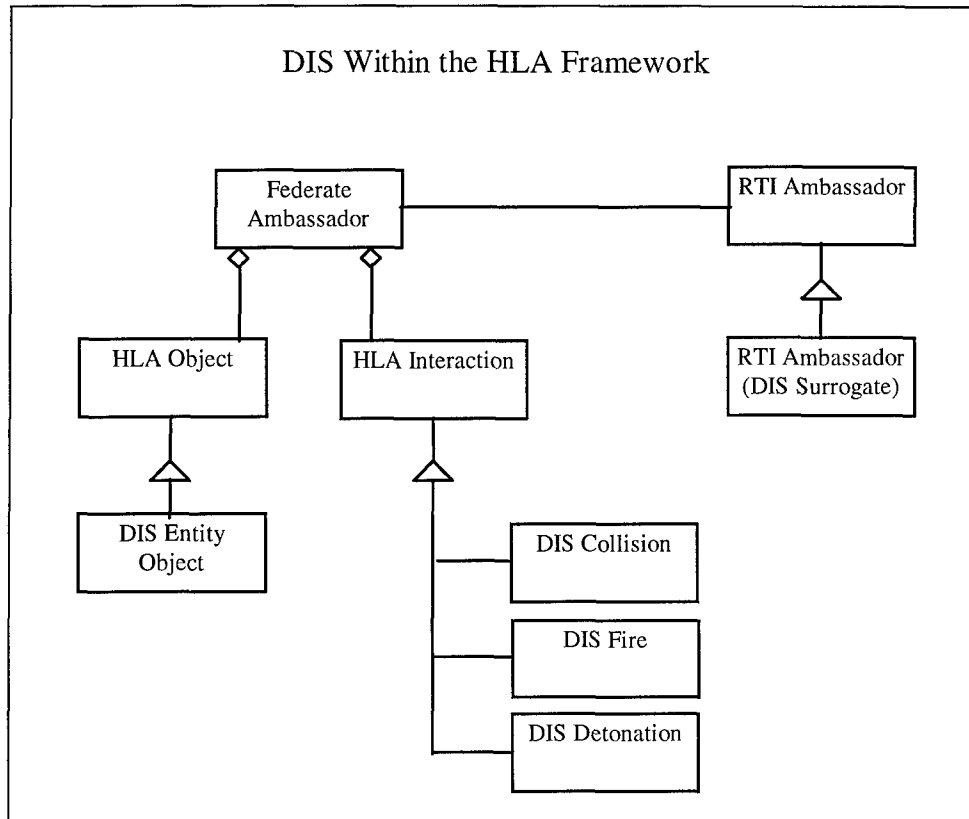 DIS Within the HLA Framework
Federate
Ambassador
RTI Ambassador
HLA Object
HLA Interaction
RTI Ambassador
(DIS Surrogate)
DIS Entity
Object
DIS Collision
DIS Fire
DIS Detonation